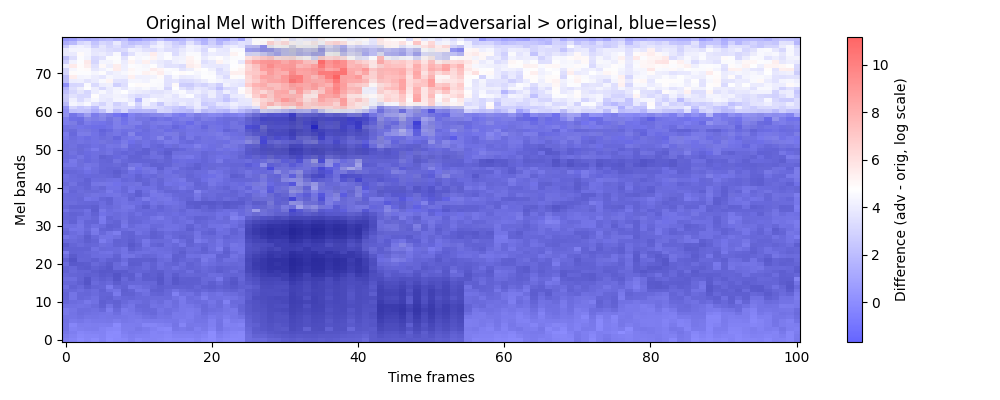 Original Mel with Differences (red=adversarial > original, blue=less)
Mel bands
70
60
50
40
30
20
10
0
0 20 40 60 80 100
Time frames
10
8
6
4
2
0
Difference (adv - orig, log scale)